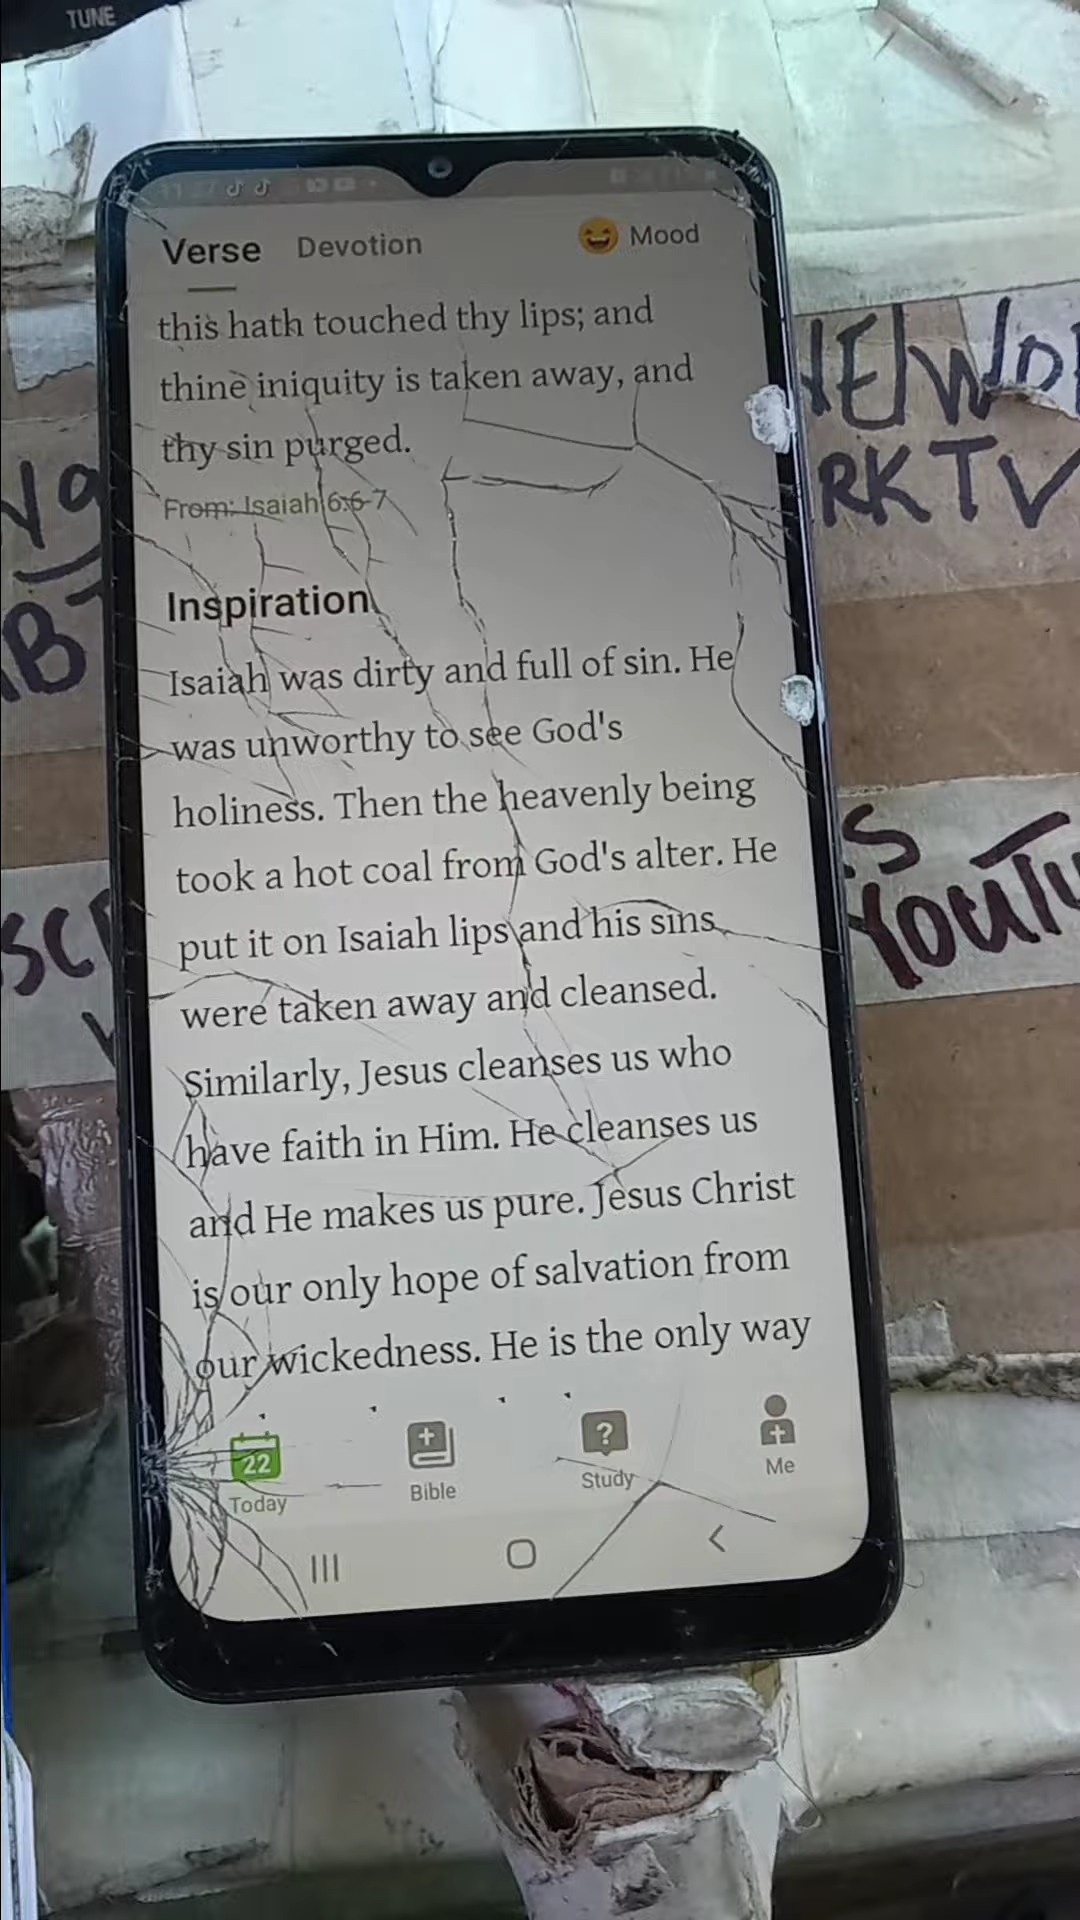 TUNE
Verse Devotion Mood
this hath touched thy lips; and
thine iniquity is taken away, and
thy sin purged.
From: Isaiah 6:6-7
Inspiration
Isaiah was dirty and full of sin. He
was unworthy to see God's
holiness. Then the heavenly being
took a hot coal from God's alter. He
put it on Isaiah lips and his sins
were taken away and cleansed.
Similarly, Jesus cleanses us who
have faith in Him. He cleanses us
and He makes us pure. Jesus Christ
is our only hope of salvation from
our wickedness. He is the only way
22
Today Bible Study Me
RK TV